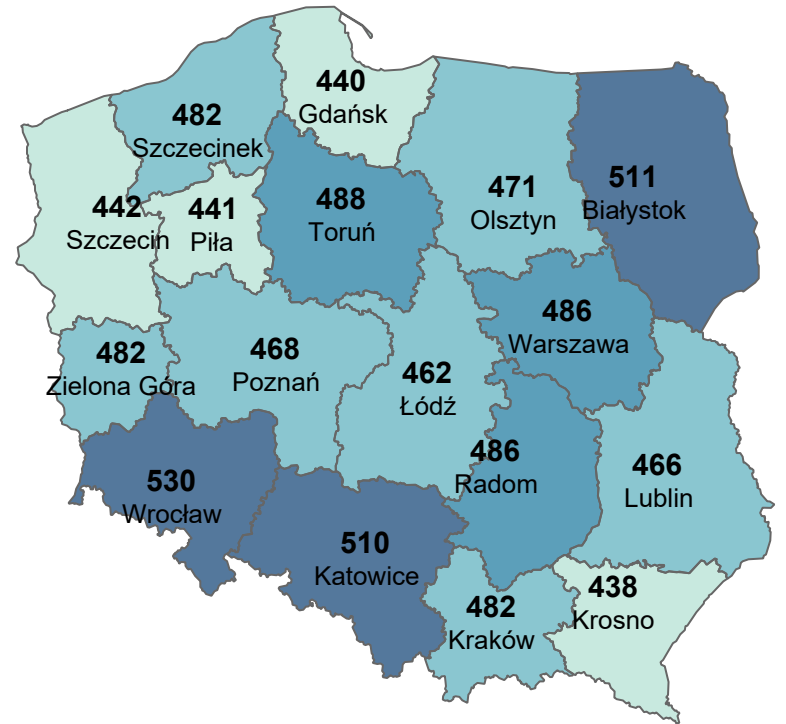 440
Gdańsk
482
Szczecinek
471
Olsztyn
511
Białystok
442
Szczecin
441
Piła
488
Toruń
486
Warszawa
482
Zielona Góra
468
Poznań
462
Łódź
486
Radom
466
Lublin
530
Wrocław
510
Katowice
482
Kraków
438
Krosno